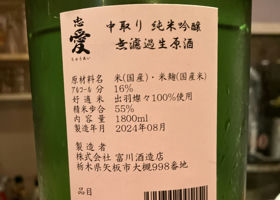 忠愛
ちゅうあい
中取り 純米吟醸
無濾過生原酒
原材料名 米(国産)・米麹(国産米)
アルコール分 16%
好適米 出羽燦々100%使用
精米歩合 55%
内容量 1800ml
製造年月 2024年08月
製造者
株式会社 富川酒造店
栃木県矢板市大槻998番地
品目